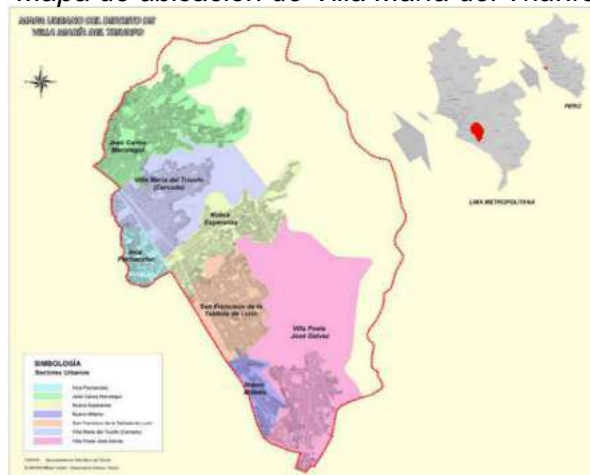 Mapa de ubicación de Villa María del Triunfo
MAPA URBANO DEL DISTRITO DE
VILLA MARÍA DEL TRIUNFO
PERÚ
LIMA METROPOLITANA
José Carlos
Mariátegui
Villa María del Triunfo
(Cercado)
Nueva
Esperanza
Inca
Pachacutec
San Francisco de la
Tablada de Lurín
Villa Poeta
José Gálvez
Nuevo
Milenio
SIMBOLOGÍA
Sectores Urbanos
Inca Pachacutec
José Carlos Mariátegui
Nueva Esperanza
Nuevo Milenio
San Francisco de la Tablada de Lurín
Villa María del Triunfo (Cercado)
Villa Poeta José Gálvez